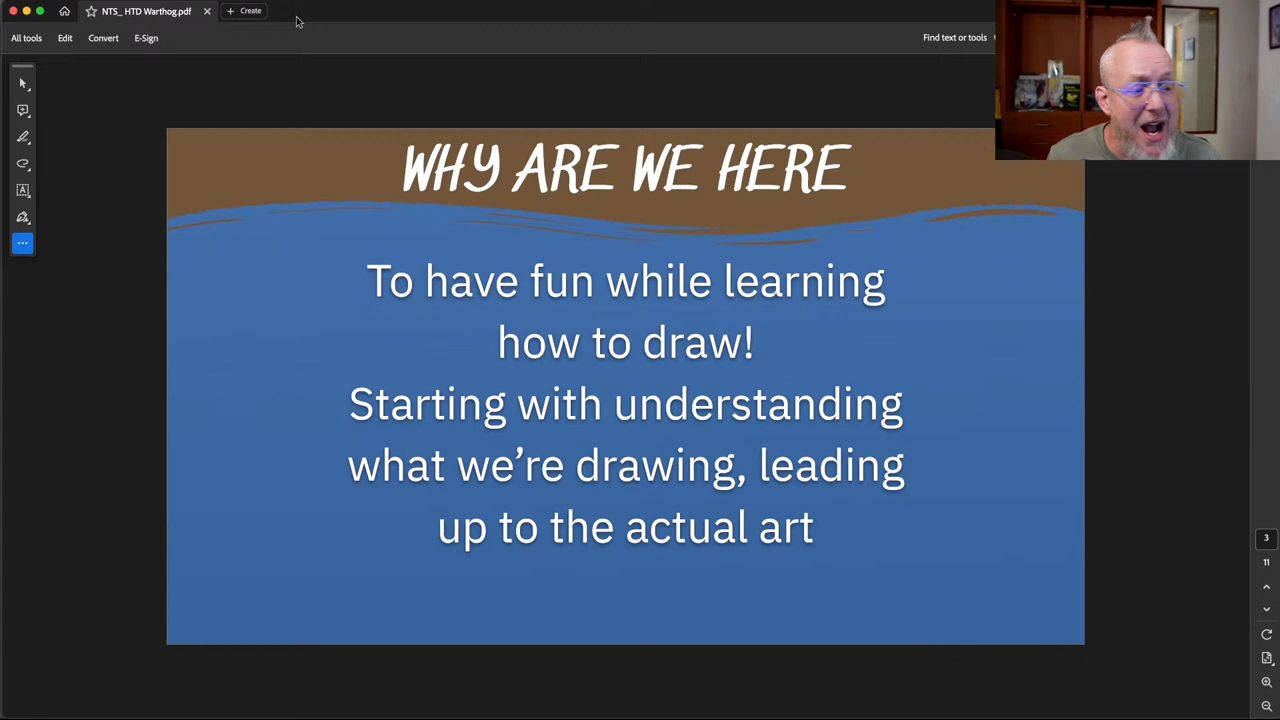 NTS_ HTD Warthog.pdf
Create
All tools
Edit
Convert
E-Sign
Find text or tools
WHY ARE WE HERE
To have fun while learning
how to draw!
Starting with understanding
what we’re drawing, leading
up to the actual art
3
11